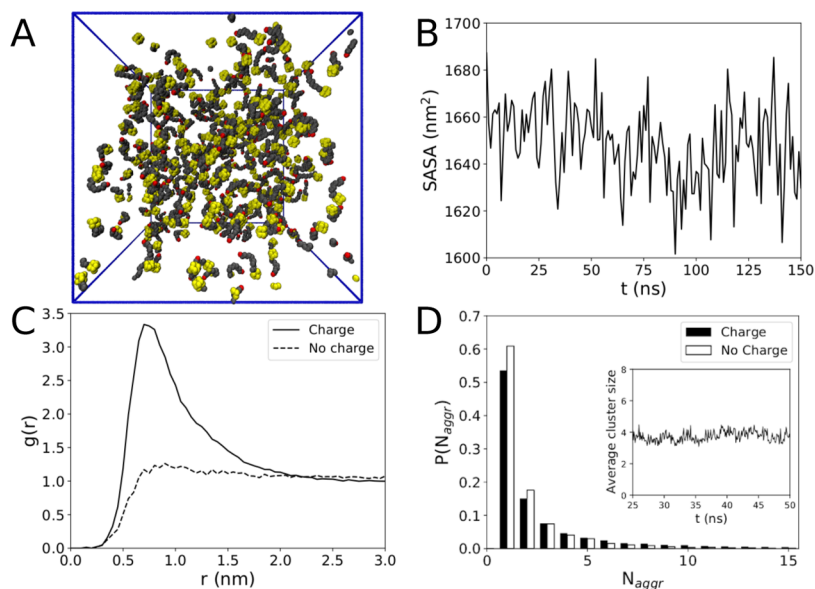 A
B
1700
1680
1660
1640
1620
1600
SASA (nm²)
0 25 50 75 100 125 150
t (ns)
C
3.5
3.0
2.5
2.0
1.5
1.0
0.5
0.0
g(r)
Charge
No charge
0.0 0.5 1.0 1.5 2.0 2.5 3.0
r (nm)
D
0.7
0.6
0.5
0.4
0.3
0.2
0.1
0.0
P(Naggr)
Charge
No Charge
Average cluster size
8
6
4
2
0
25 30 35 40 45 50
t (ns)
0 5 10 15
Naggr